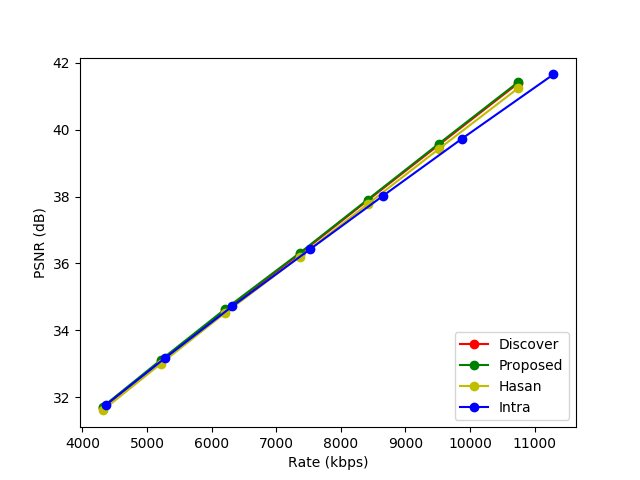 42
40
38
36
34
32
PSNR (dB)
4000 5000 6000 7000 8000 9000 10000 11000
Rate (kbps)
Discover
Proposed
Hasan
Intra